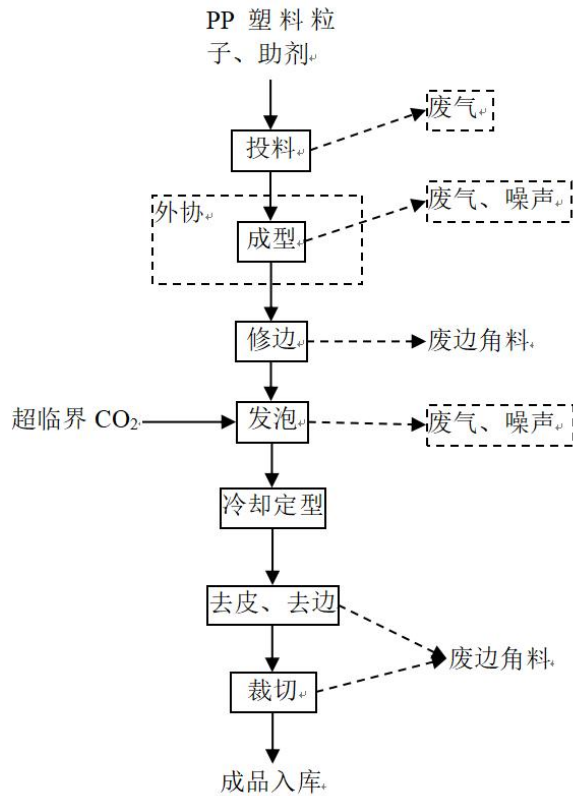 PP 塑料粒
子、助剂
废气
投料
外协
废气、噪声
成型
修边
废边角料
超临界 CO₂
发泡
废气、噪声
冷却定型
去皮、去边
废边角料
裁切
成品入库